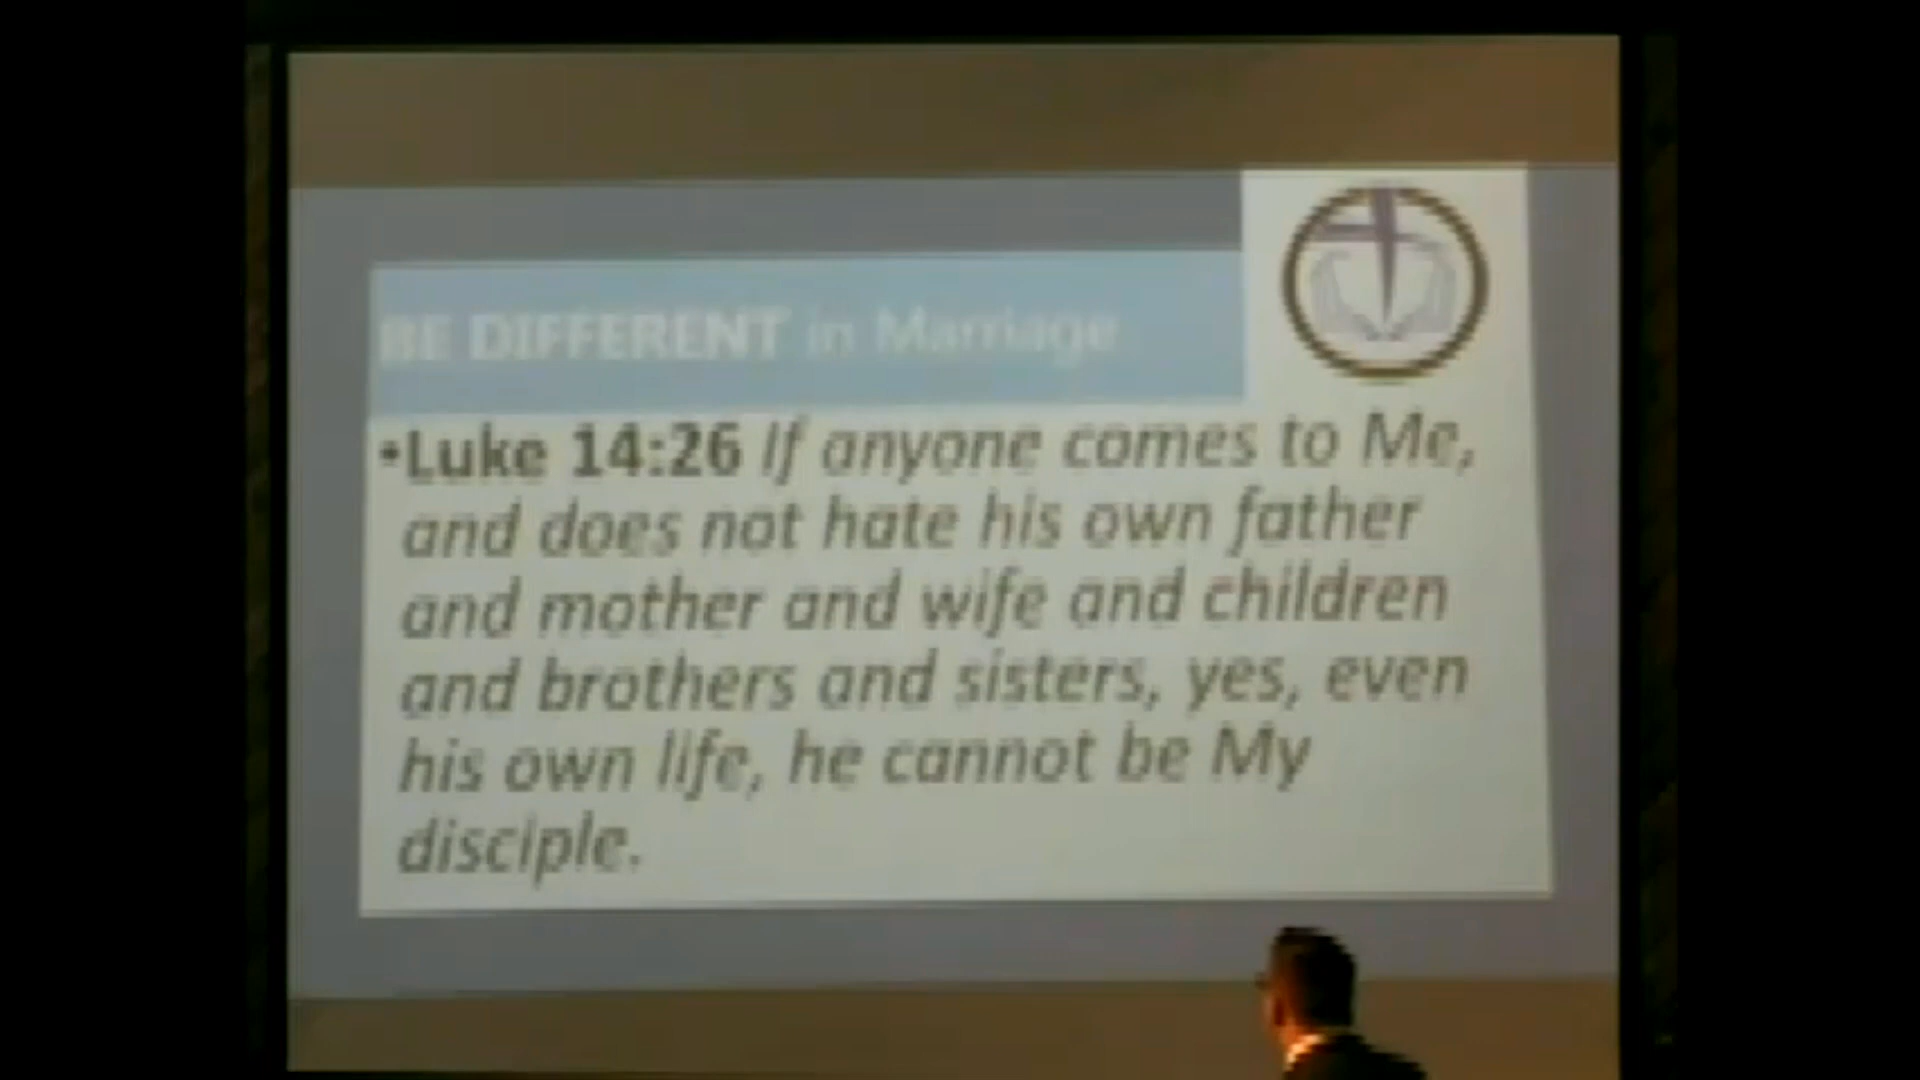 BE DIFFERENT in Marriage
•Luke 14:26 If anyone comes to Me,
and does not hate his own father
and mother and wife and children
and brothers and sisters, yes, even
his own life, he cannot be My
disciple.